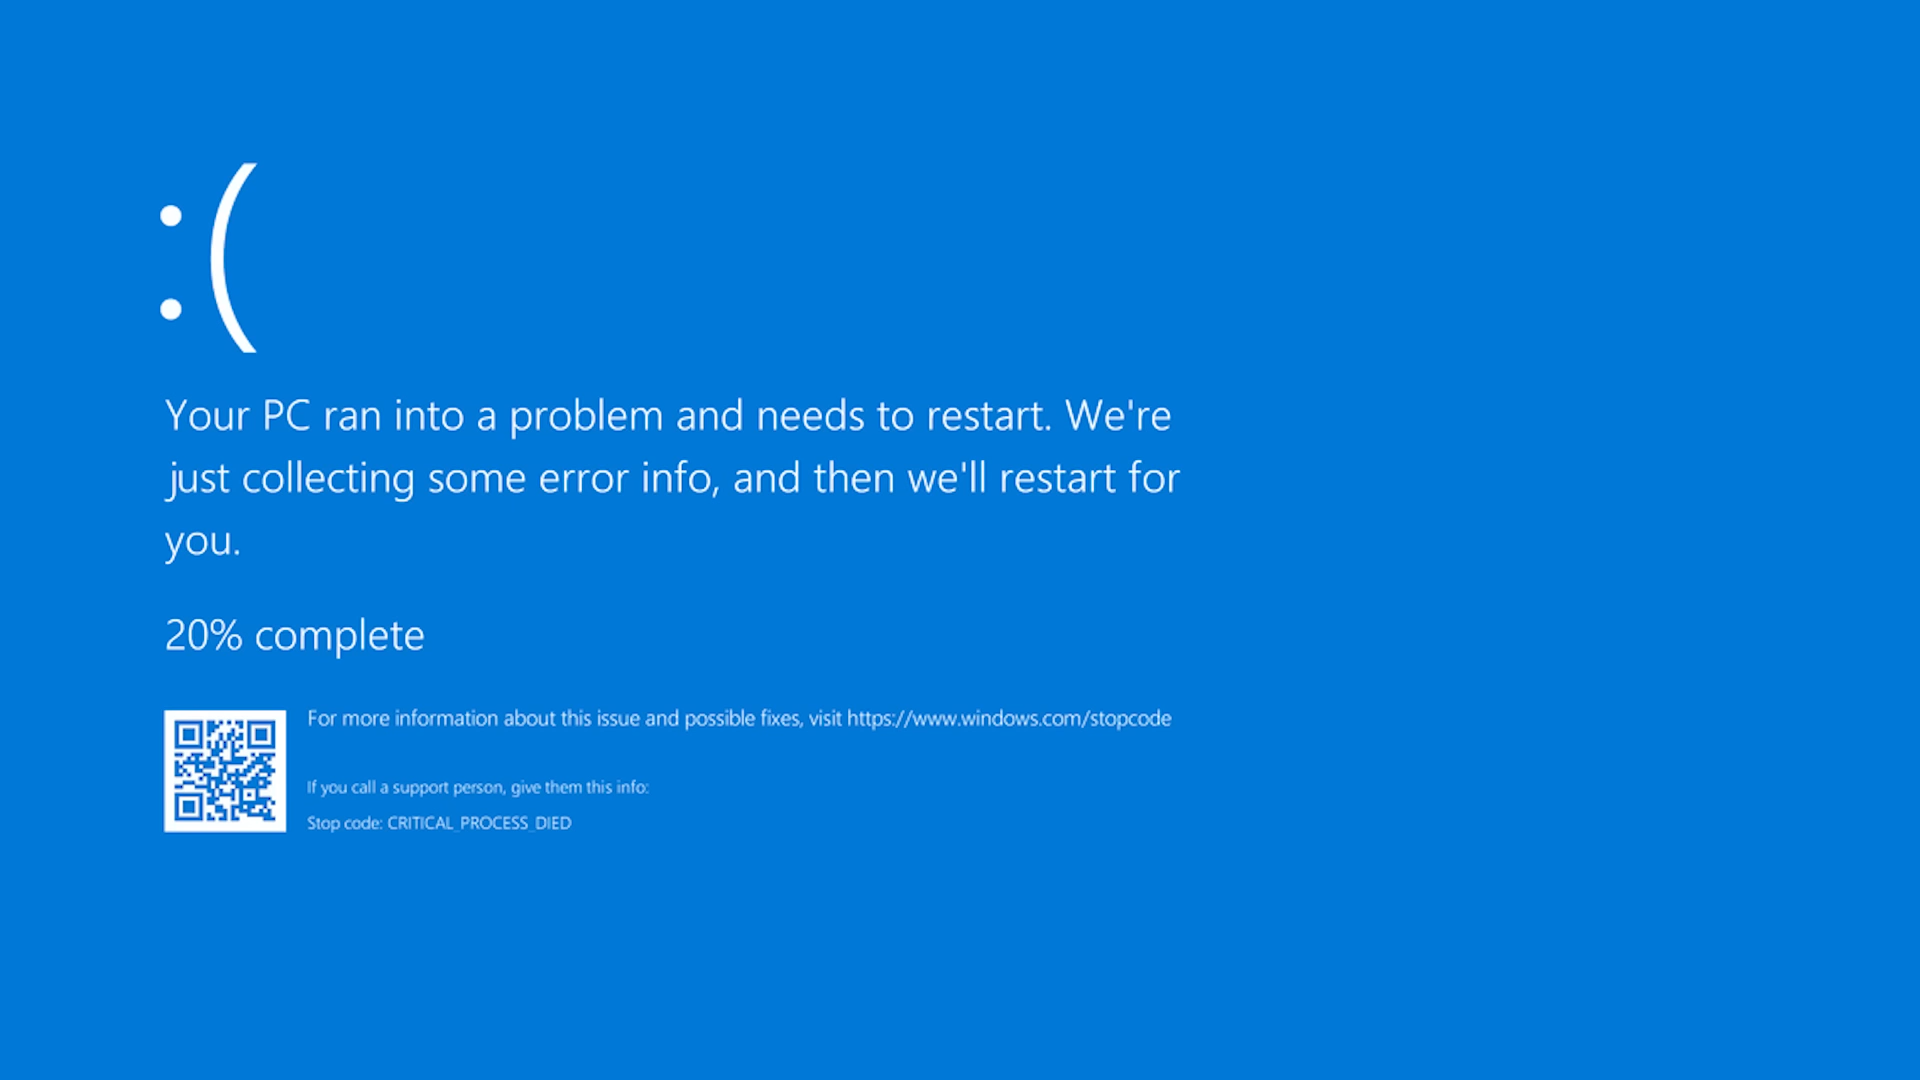 :(
Your PC ran into a problem and needs to restart. We're
just collecting some error info, and then we'll restart for
you.
20% complete
For more information about this issue and possible fixes, visit https://www.windows.com/stopcode
If you call a support person, give them this info:
Stop code: CRITICAL_PROCESS_DIED